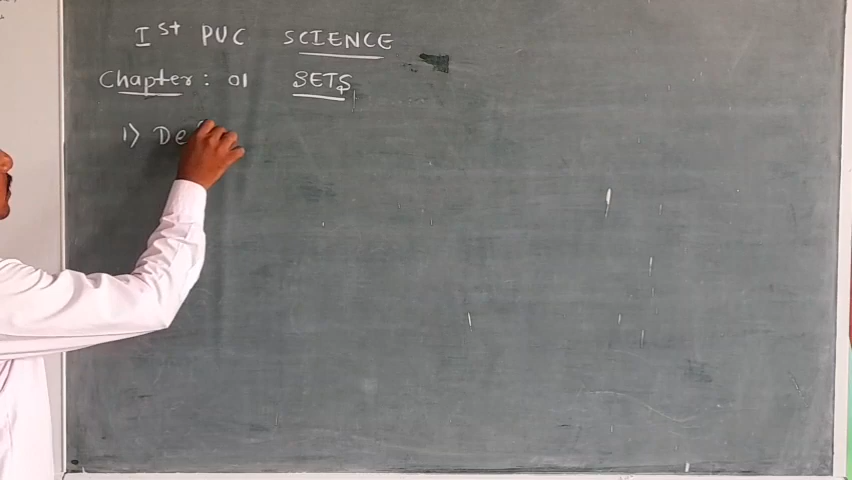 Iˢᵗ PUC SCIENCE
Chapter: 01 SETS
1) De